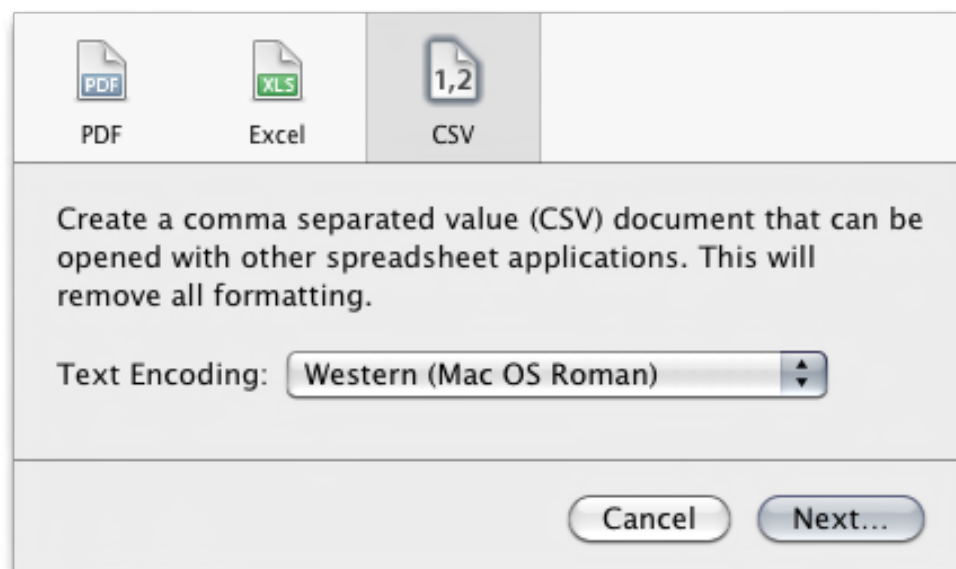 PDF
XLS
1,2
PDF
Excel
CSV
Create a comma separated value (CSV) document that can be
opened with other spreadsheet applications. This will
remove all formatting.
Text Encoding: Western (Mac OS Roman)
Cancel
Next...